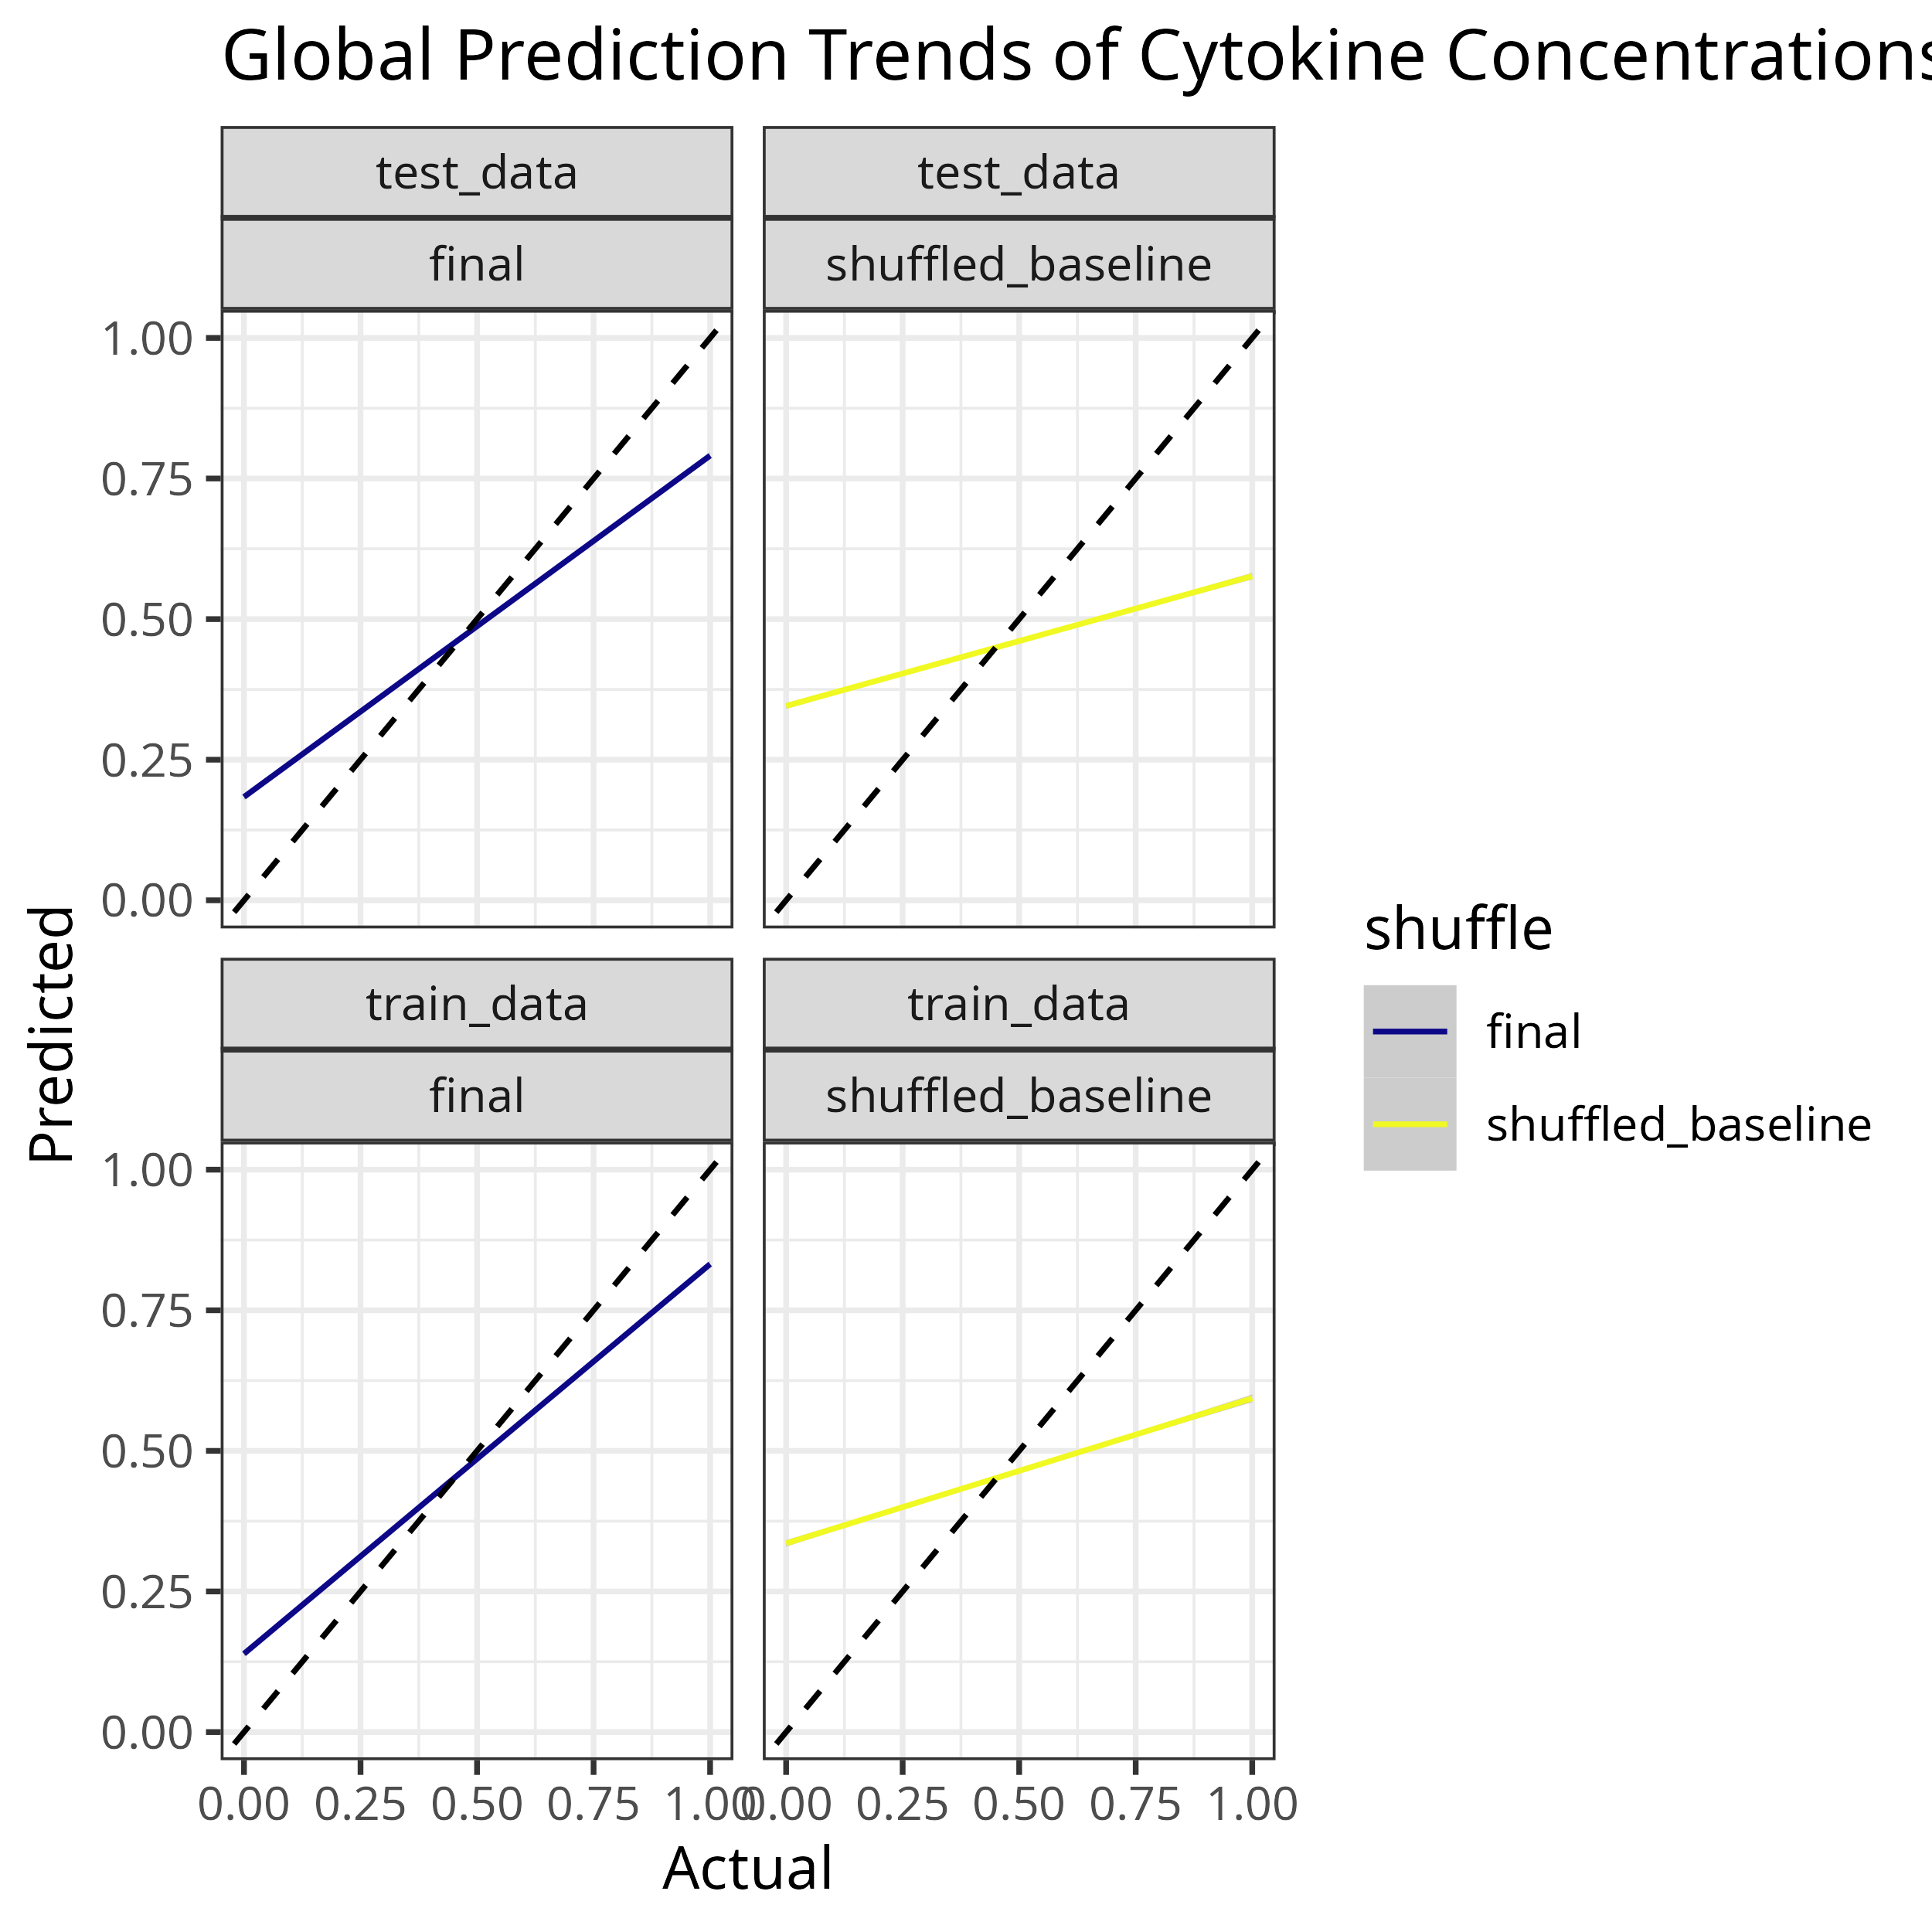 Global Prediction Trends of Cytokine Concentrations
test_data
test_data
final
shuffled_baseline
1.00
0.75
0.50
0.25
0.00
train_data
train_data
final
shuffled_baseline
1.00
0.75
0.50
0.25
0.00
0.00 0.25 0.50 0.75 1.00
0.00 0.25 0.50 0.75 1.00
Actual
Predicted
shuffle
final
shuffled_baseline